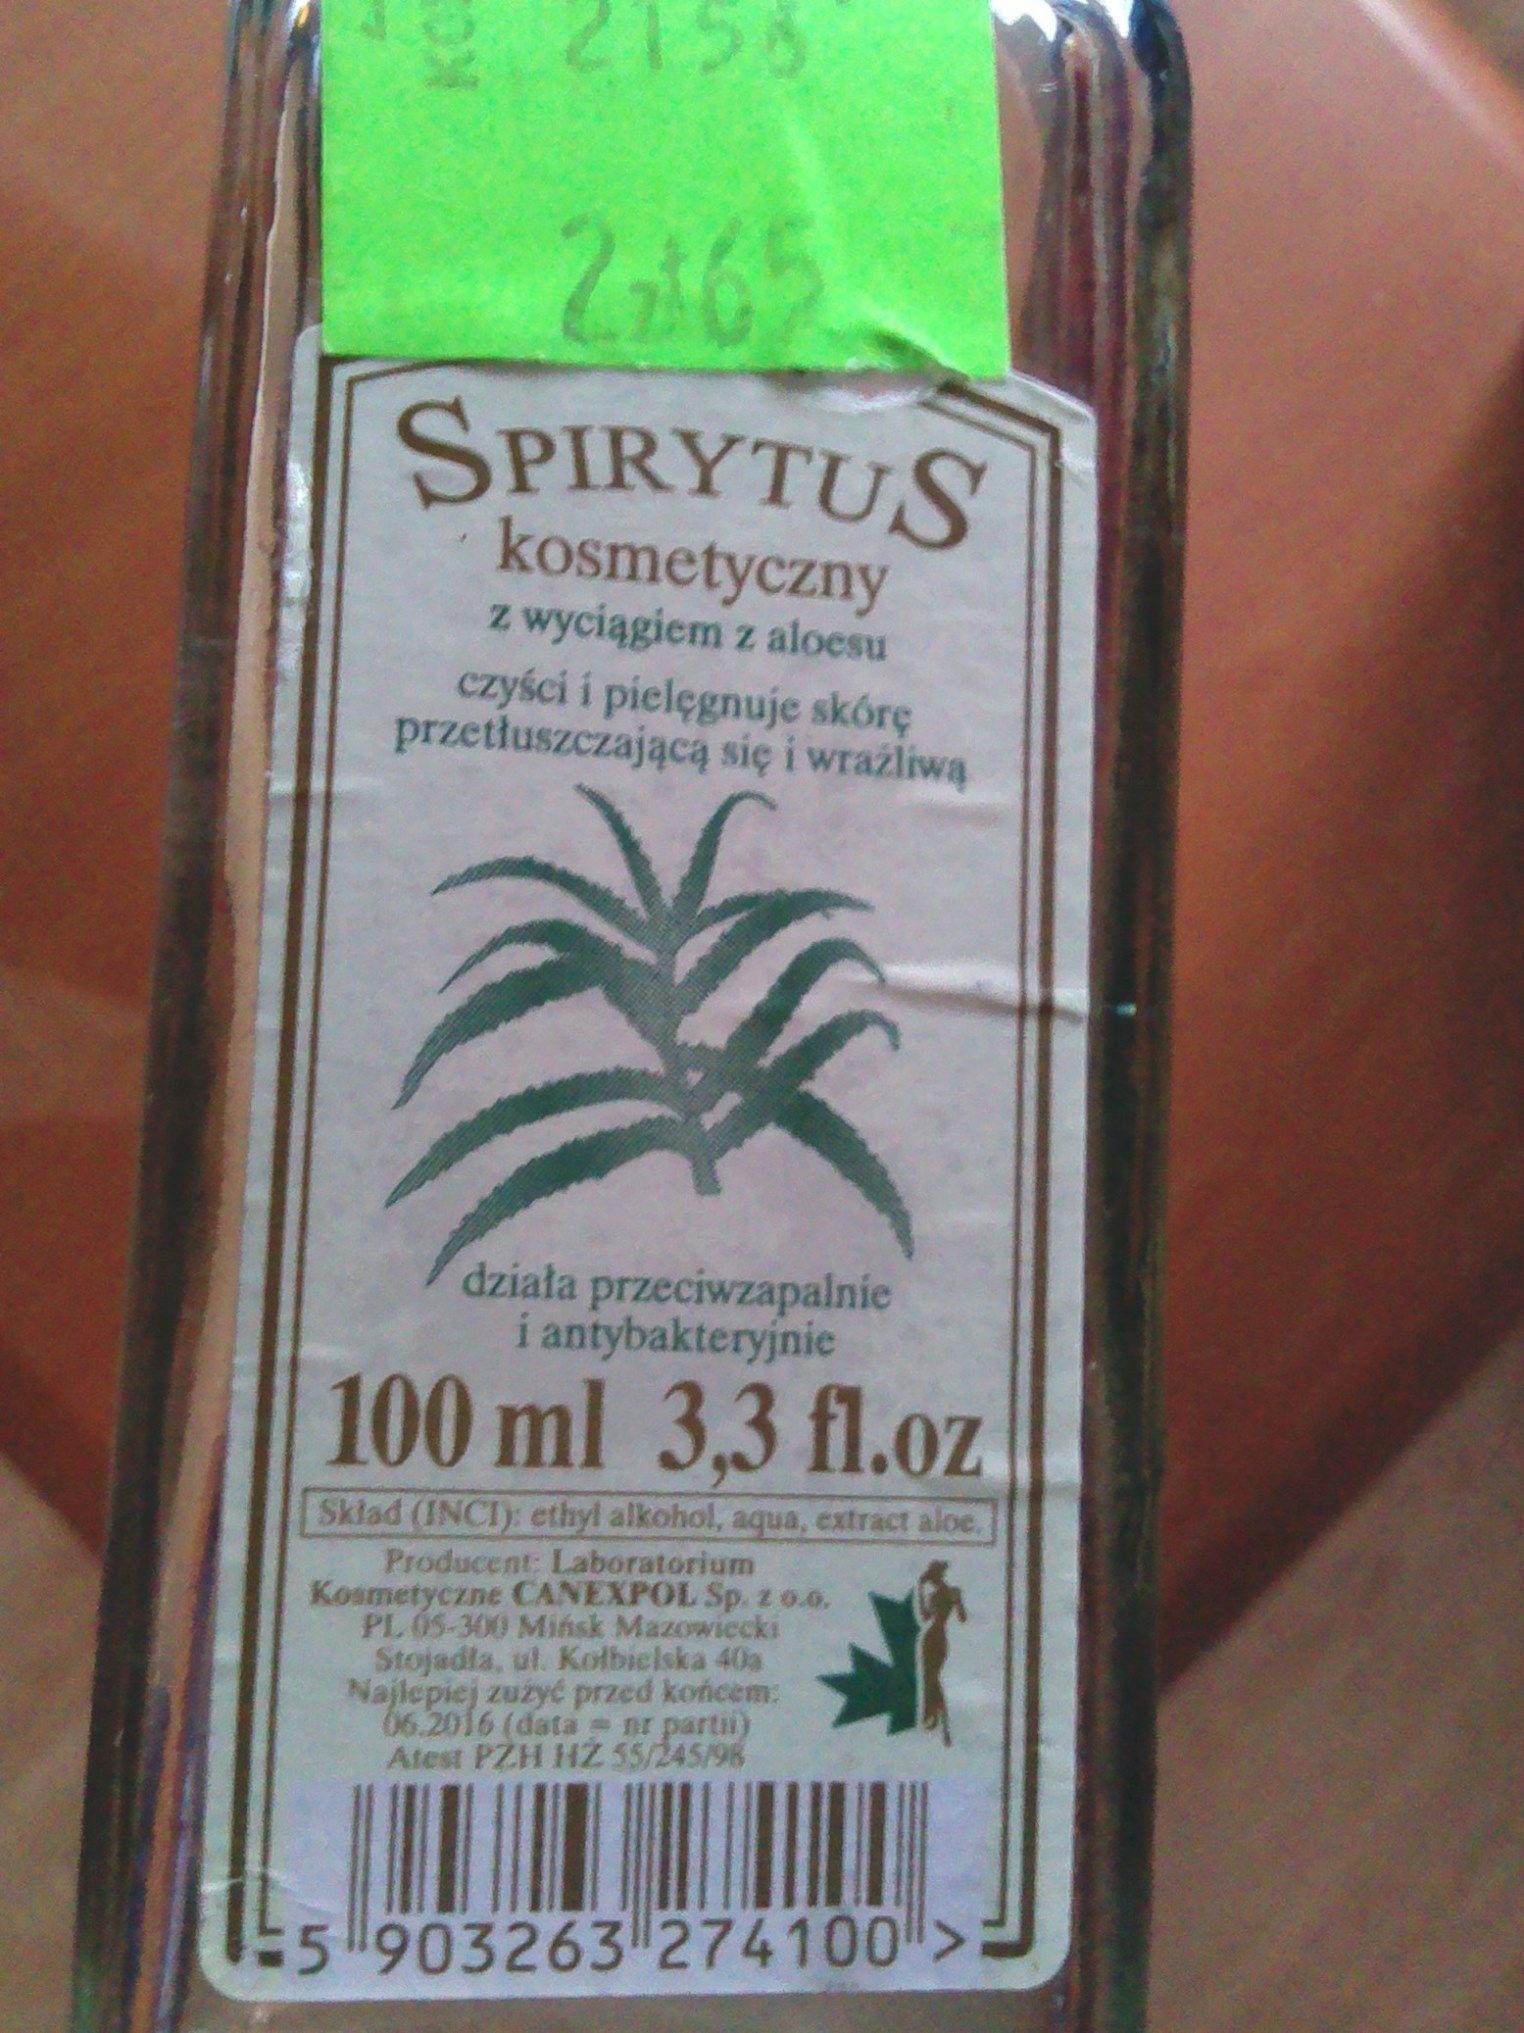 2158
2zł65
SPIRYTUS
kosmetyczny
z wyciągiem z aloesu
czyści i pielęgnuje skórę
przetłuszczającą się i wrażliwą
działa przeciwzapalnie
i antybakteryjnie
100 ml 3,3 fl.oz
Skład (INCI): ethyl alkohol, aqua, extract aloe.
Producent: Laboratorium
Kosmetyczne CANEXPOL Sp. z o.o.
PL 05-300 Mińsk Mazowiecki
Stojadła, ul. Kołbielska 40a
Najlepiej zużyć przed końcem:
06.2016 (data = nr partii)
Atest PZH HŻ 55/245/98
5 903263 274100 >